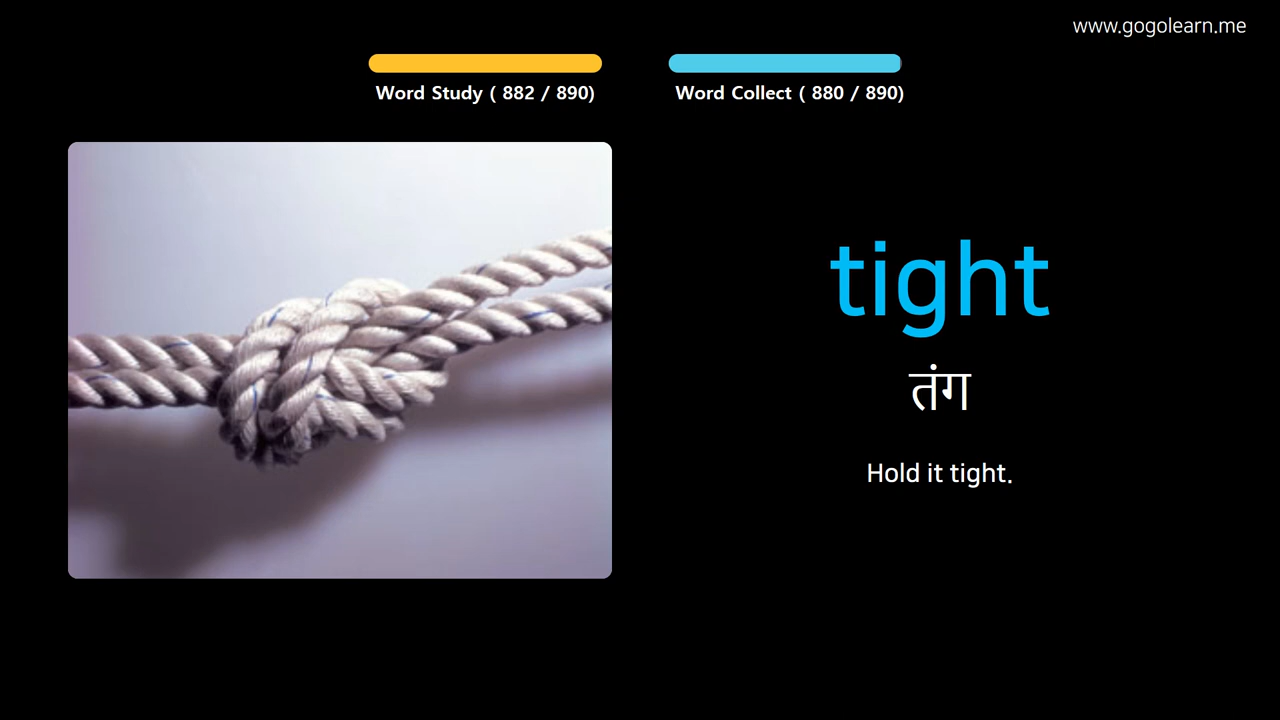 www.gogolearn.me
Word Study ( 882 / 890)
Word Collect ( 880 / 890)
tight
तंग
Hold it tight.